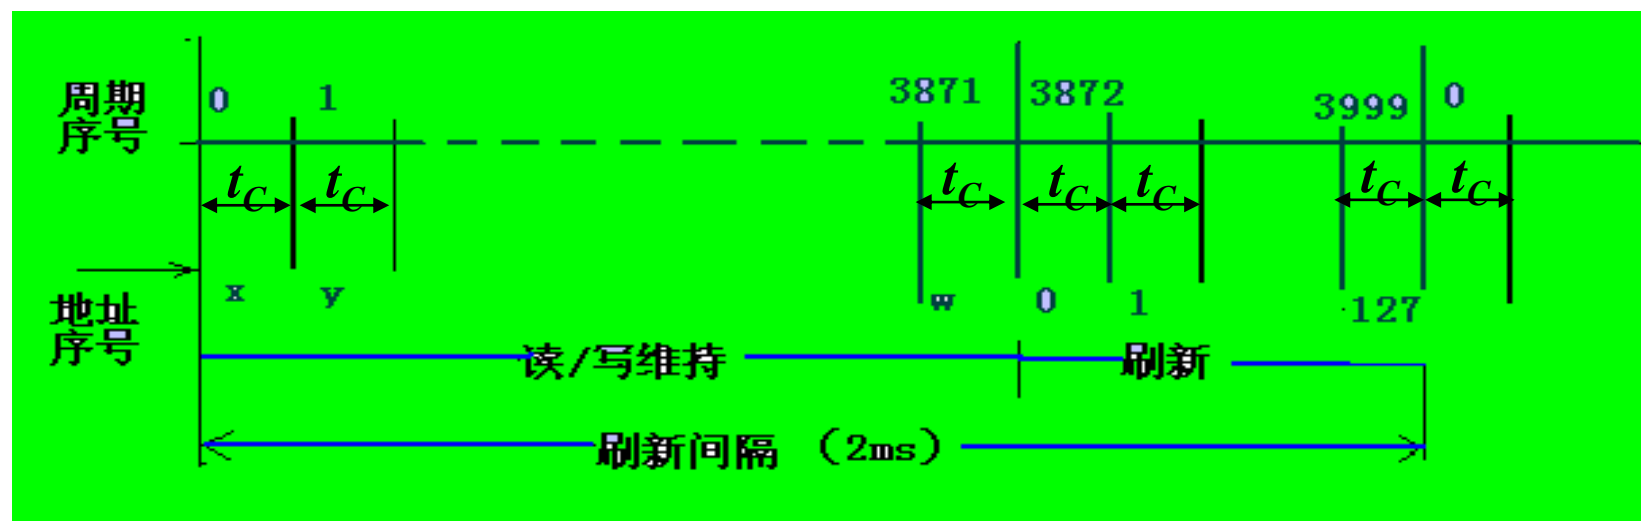 周期 0 1 3871 3872 3999 0
序号
tC tC tC tC tC tC tC
x y w 0 1 127
地址
序号
读/写维持 刷新
刷新间隔 (2ms)